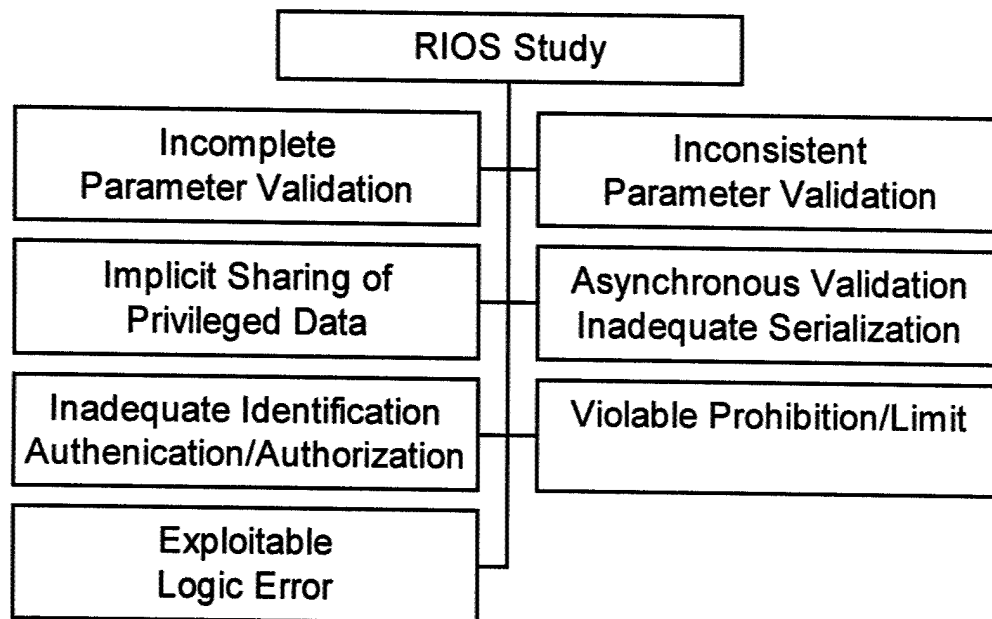 RIOS Study
Incomplete
Parameter Validation
Inconsistent
Parameter Validation
Implicit Sharing of
Privileged Data
Asynchronous Validation
Inadequate Serialization
Inadequate Identification
Authenication/Authorization
Violable Prohibition/Limit
Exploitable
Logic Error